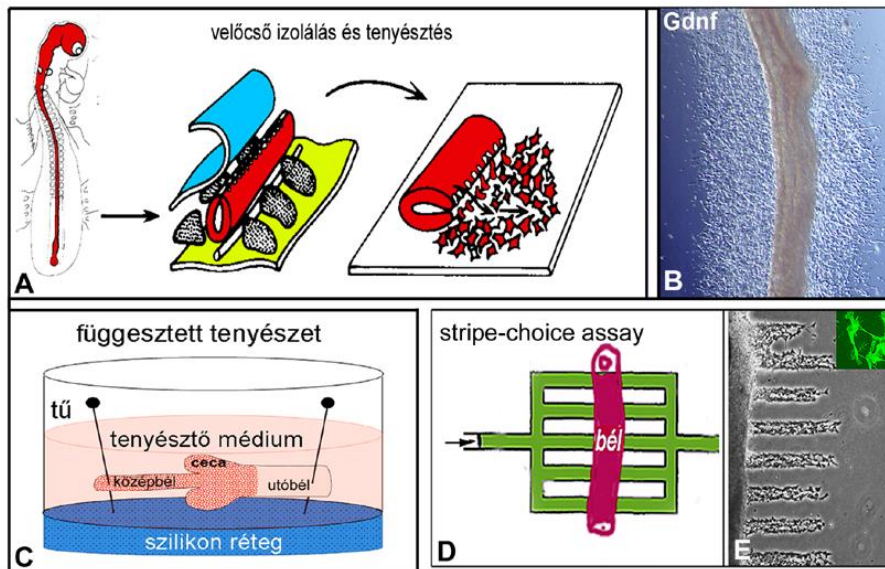 velőcső izolálás és tenyésztés
A
Gdnf
B
függesztett tenyészet
tű
tenyésztő médium
ceca
középbél
utóbél
szilikon réteg
C
stripe-choice assay
bél
D
E